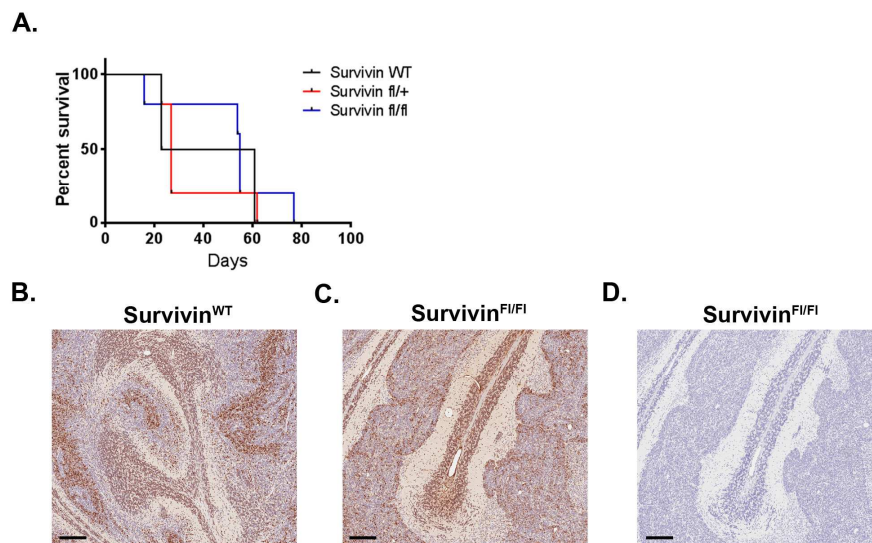 A.
Percent survival
100
50
0
0 20 40 60 80 100
Days
Survivin WT
Survivin fl/+
Survivin fl/fl
B.
SurvivinWT
C.
SurvivinFl/Fl
D.
SurvivinFl/Fl